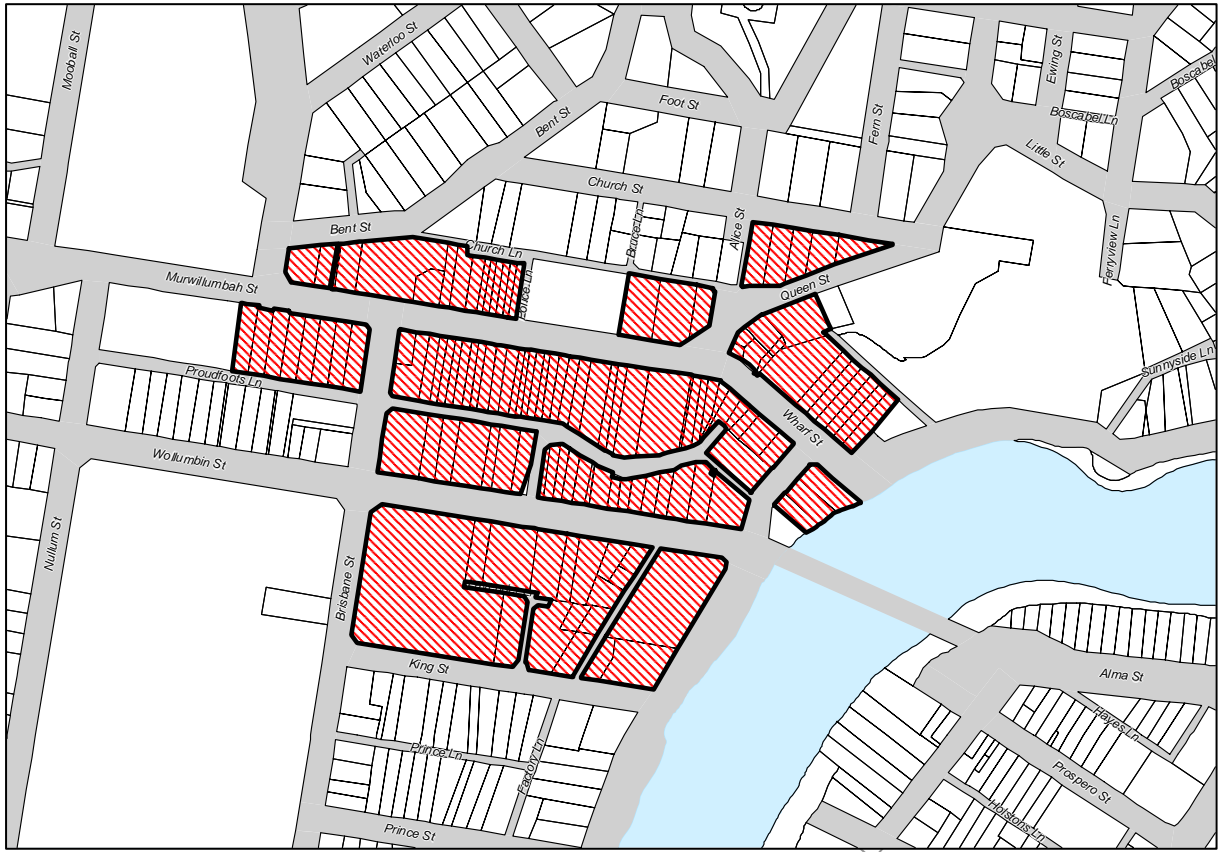 Mooball St
Waterloo St
Ewing St
Boscabel
Foot St
Bent St
Fern St
Boscabel Ln
Little St
Church St
Bruce Ln
Alice St
Bent St
Church Ln
Ferryview Ln
Murwillumbah St
Police Ln
Queen St
Proudfoots Ln
Sunnyside Ln
Wharf St
Wollumbin St
Nullum St
Brisbane St
King St
Alma St
Hayes Ln
Prince Ln
Factory Ln
Prospero St
Holstons Ln
Prince St